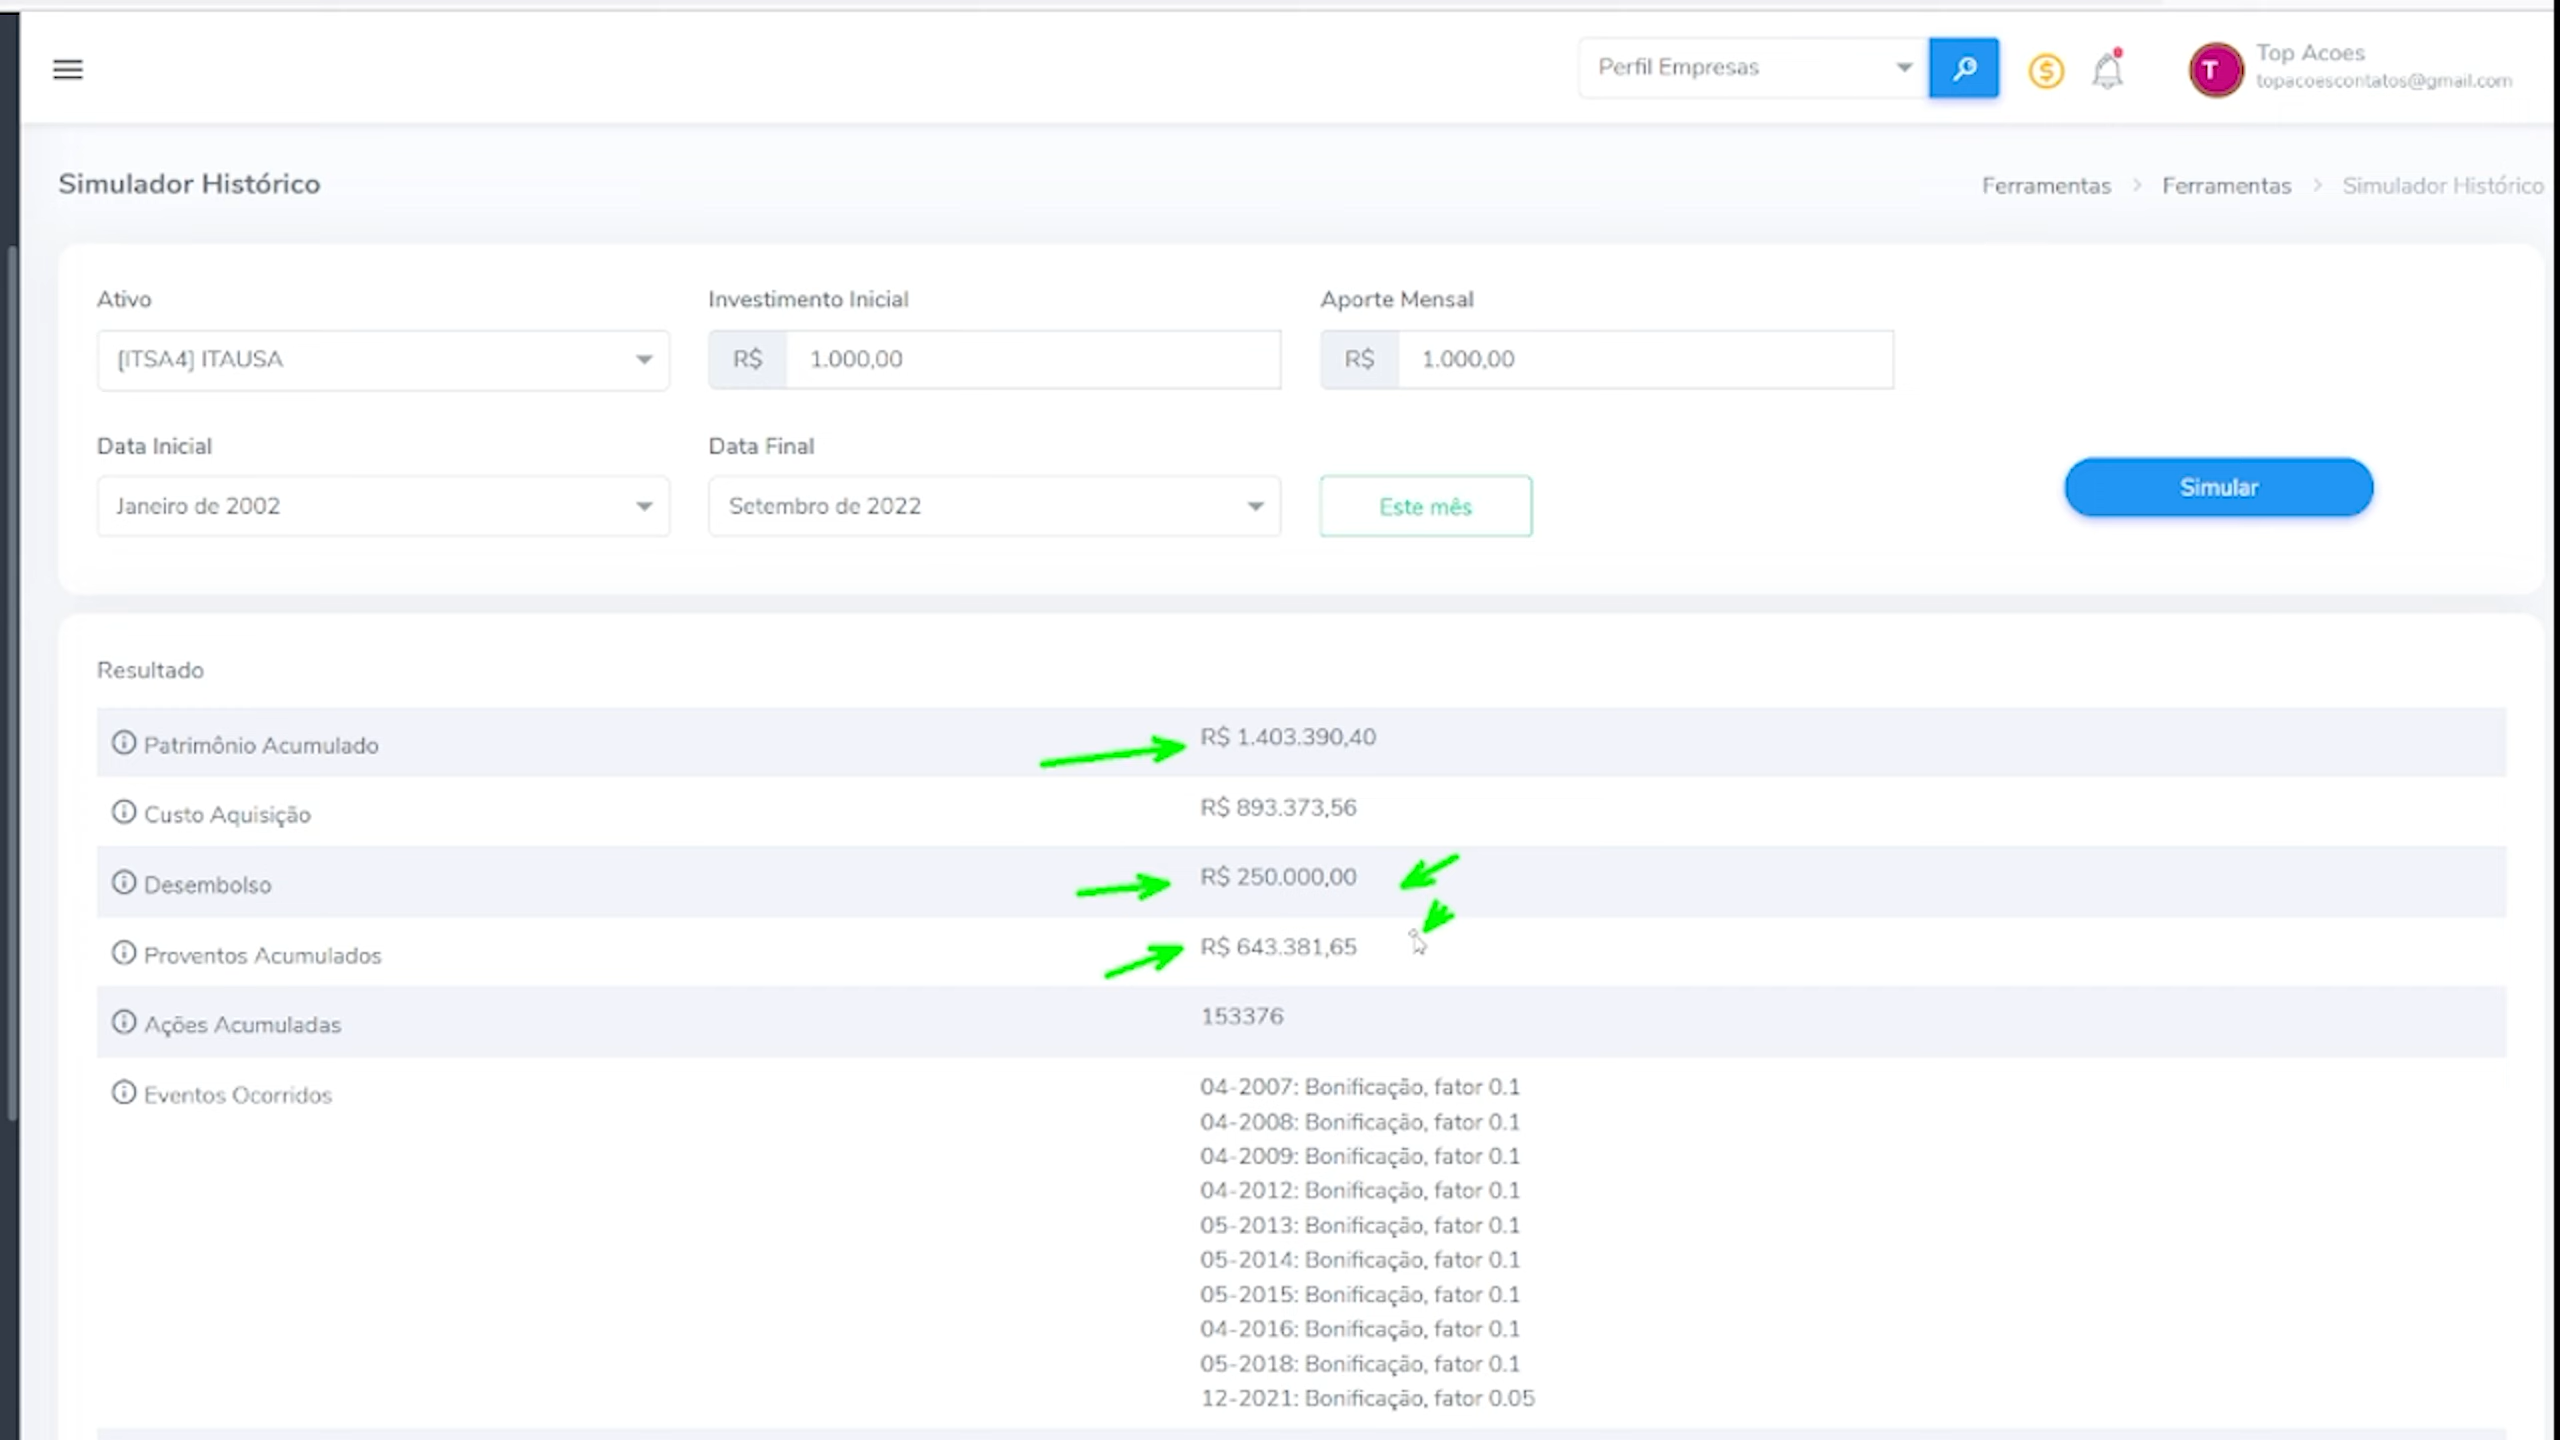 Perfil Empresas
T
Top Acoes
topacoescontatos@gmail.com
Simulador Histórico
Ferramentas > Ferramentas > Simulador Histórico
Ativo
Investimento Inicial
Aporte Mensal
[ITSA4] ITAUSA
R$ 1.000,00
R$ 1.000,00
Data Inicial
Data Final
Janeiro de 2002
Setembro de 2022
Este mês
Simular
Resultado
Patrimônio Acumulado
R$ 1.403.390,40
Custo Aquisição
R$ 893.373,56
Desembolso
R$ 250.000,00
Proventos Acumulados
R$ 643.381,65
Ações Acumuladas
153376
Eventos Ocorridos
04-2007: Bonificação, fator 0.1
04-2008: Bonificação, fator 0.1
04-2009: Bonificação, fator 0.1
04-2012: Bonificação, fator 0.1
05-2013: Bonificação, fator 0.1
05-2014: Bonificação, fator 0.1
05-2015: Bonificação, fator 0.1
04-2016: Bonificação, fator 0.1
05-2018: Bonificação, fator 0.1
12-2021: Bonificação, fator 0.05